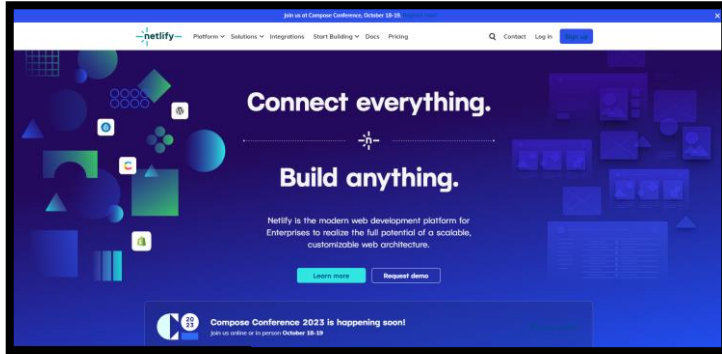 Join us at Compose Conference, October 18-19.
netlify
Platform Solutions Integrations Start Building Docs Pricing
Contact Log in Sign up
Connect everything.
n
Build anything.
Netlify is the modern web development platform for
Enterprises to realize the full potential of a scalable,
customizable web architecture.
Learn more Request demo
20
23
Compose Conference 2023 is happening soon!
Join us online or in person October 18-19